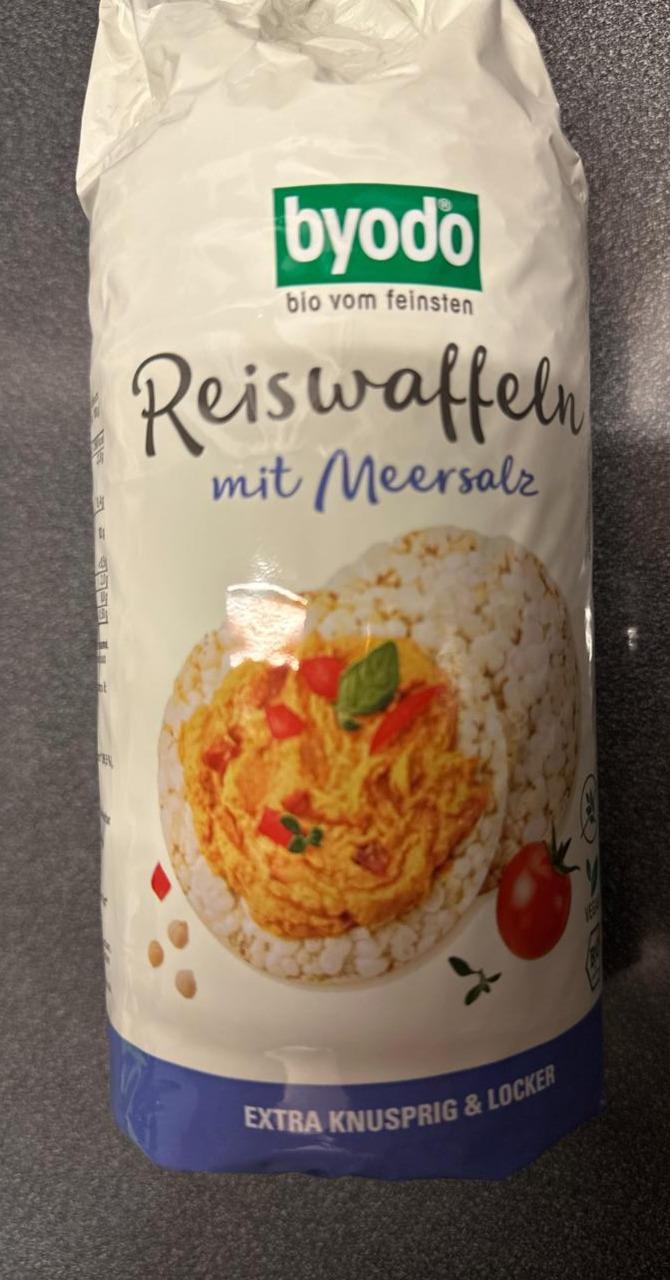 byodo®
bio vom feinsten
Reiswaffeln
mit Meersalz
EXTRA KNUSPRIG & LOCKER